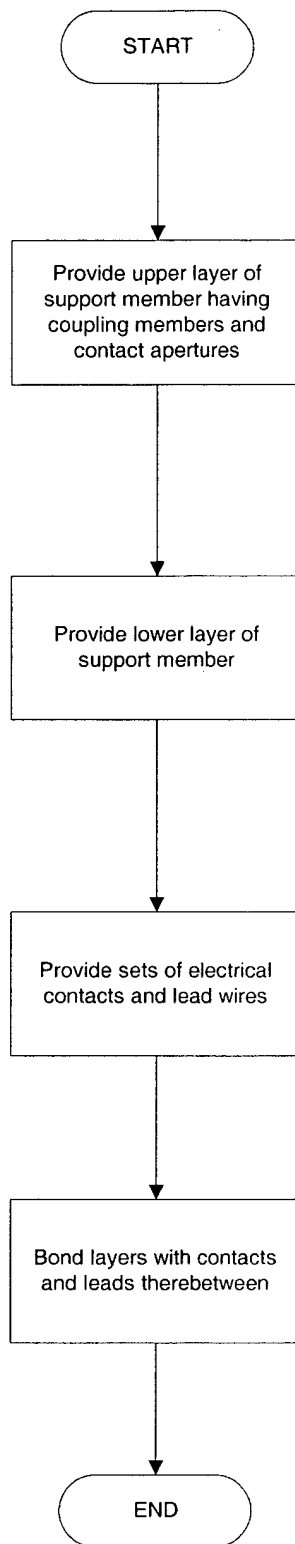 START
Provide upper layer of
support member having
coupling members and
contact apertures
Provide lower layer of
support member
Provide sets of electrical
contacts and lead wires
Bond layers with contacts
and leads therebetween
END